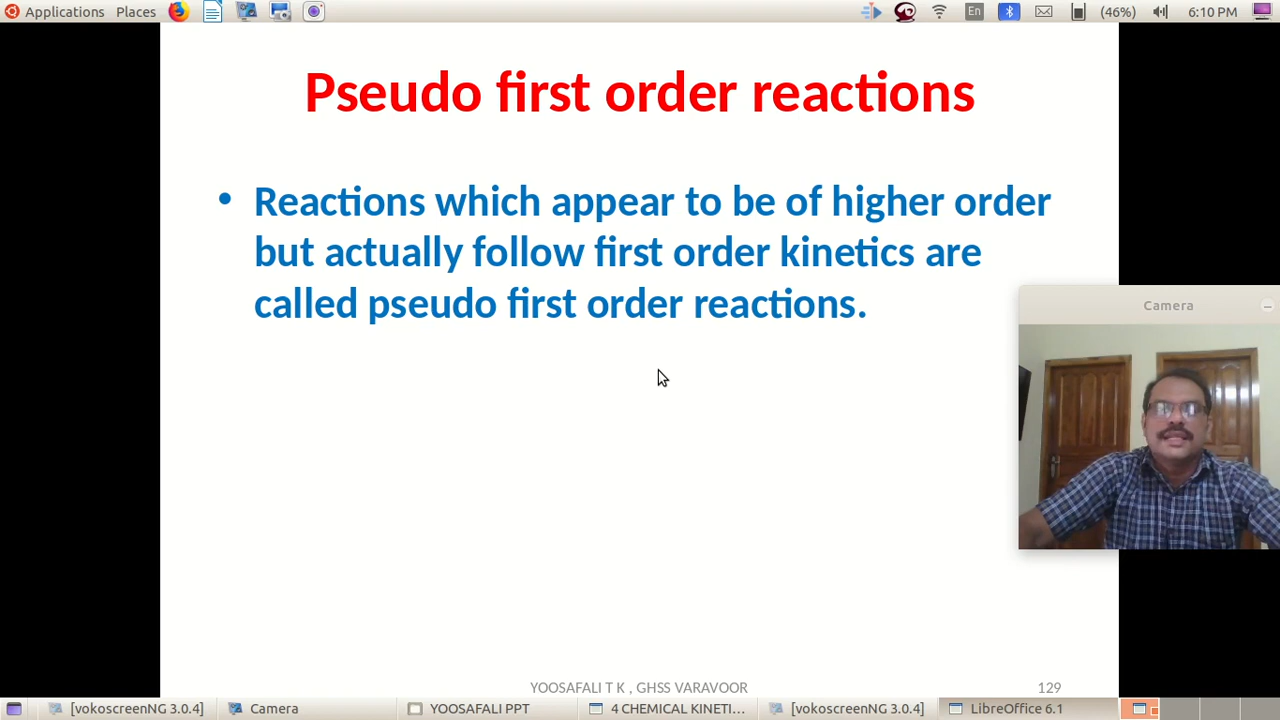 Applications Places En (46%) 6:10 PM
Pseudo first order reactions
• Reactions which appear to be of higher order
but actually follow first order kinetics are
called pseudo first order reactions.
Camera
YOOSAFALI T K , GHSS VARAVOOR 129
[vokoscreenNG 3.0.4] Camera YOOSAFALI PPT 4 CHEMICAL KINETI... [vokoscreenNG 3.0.4] LibreOffice 6.1